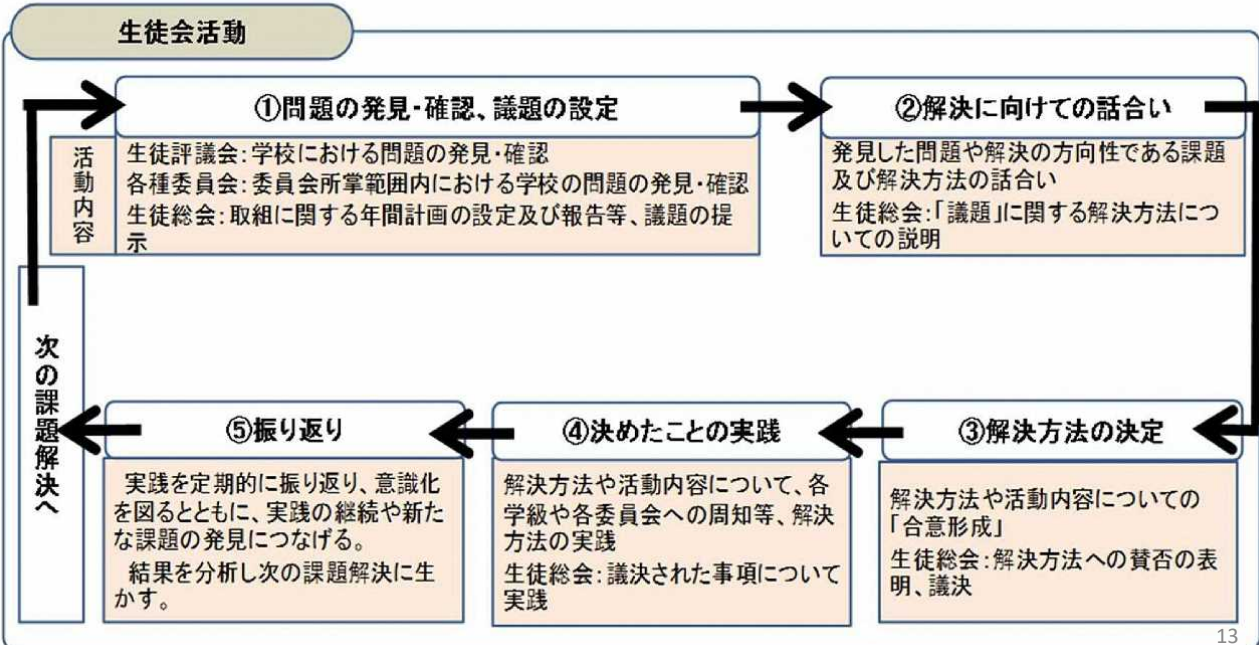 生徒会活動
①問題の発見・確認、議題の設定
活動内容
生徒評議会:学校における問題の発見・確認
各種委員会:委員会所掌範囲内における学校の問題の発見・確認
生徒総会:取組に関する年間計画の設定及び報告等、議題の提
示
②解決に向けての話合い
発見した問題や解決の方向性である課題
及び解決方法の話合い
生徒総会:「議題」に関する解決方法につ
いての説明
③解決方法の決定
解決方法や活動内容についての
「合意形成」
生徒総会:解決方法への賛否の表
明、議決
④決めたことの実践
解決方法や活動内容について、各
学級や各委員会への周知等、解決
方法の実践
生徒総会:議決された事項について
実践
⑤振り返り
実践を定期的に振り返り、意識化
を図るとともに、実践の継続や新た
な課題の発見につなげる。
結果を分析し次の課題解決に生
かす。
次の課題解決へ
13